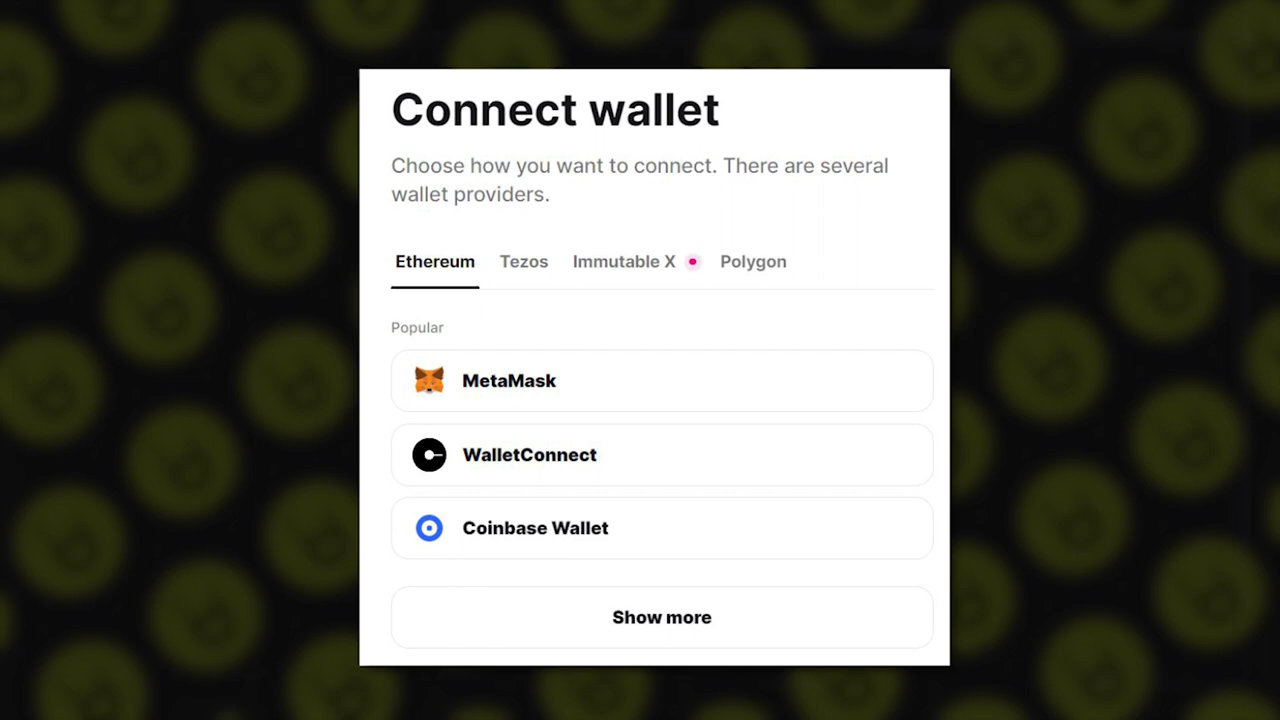 Connect wallet
Choose how you want to connect. There are several
wallet providers.
Ethereum Tezos Immutable X Polygon
Popular
MetaMask
WalletConnect
Coinbase Wallet
Show more